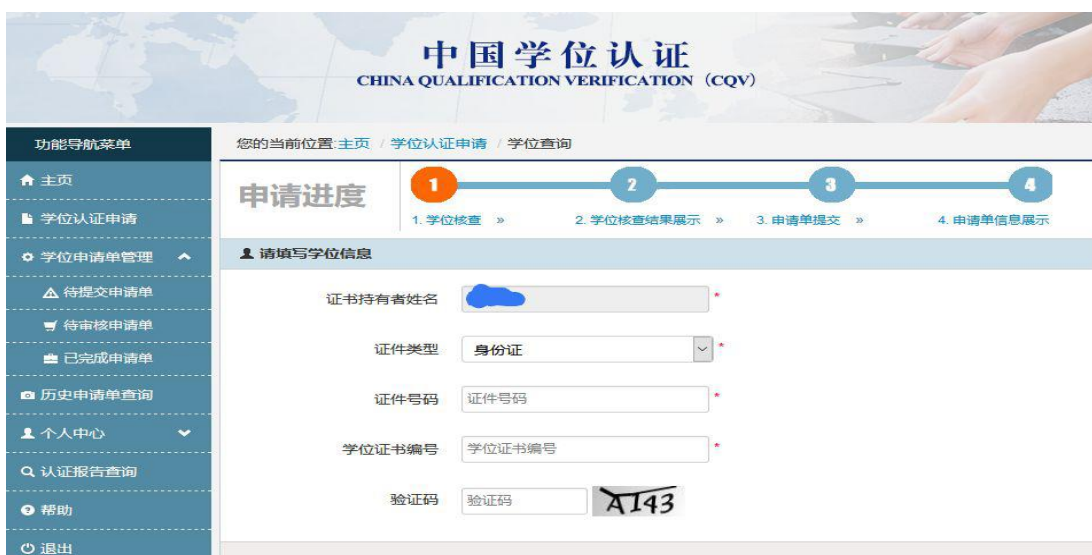 中国学位认证
CHINA QUALIFICATION VERIFICATION（CQV）
功能导航菜单
主页
学位认证申请
学位申请单管理
待提交申请单
待审核申请单
已完成申请单
历史申请单查询
个人中心
认证报告查询
帮助
退出
您的当前位置:主页 / 学位认证申请 / 学位查询
申请进度
1 2 3 4
1. 学位核查 » 2. 学位核查结果展示 » 3. 申请单提交 » 4. 申请单信息展示
请填写学位信息
证书持有者姓名 *
证件类型 身份证 *
证件号码 证件号码 *
学位证书编号 学位证书编号 *
验证码 验证码 AI43